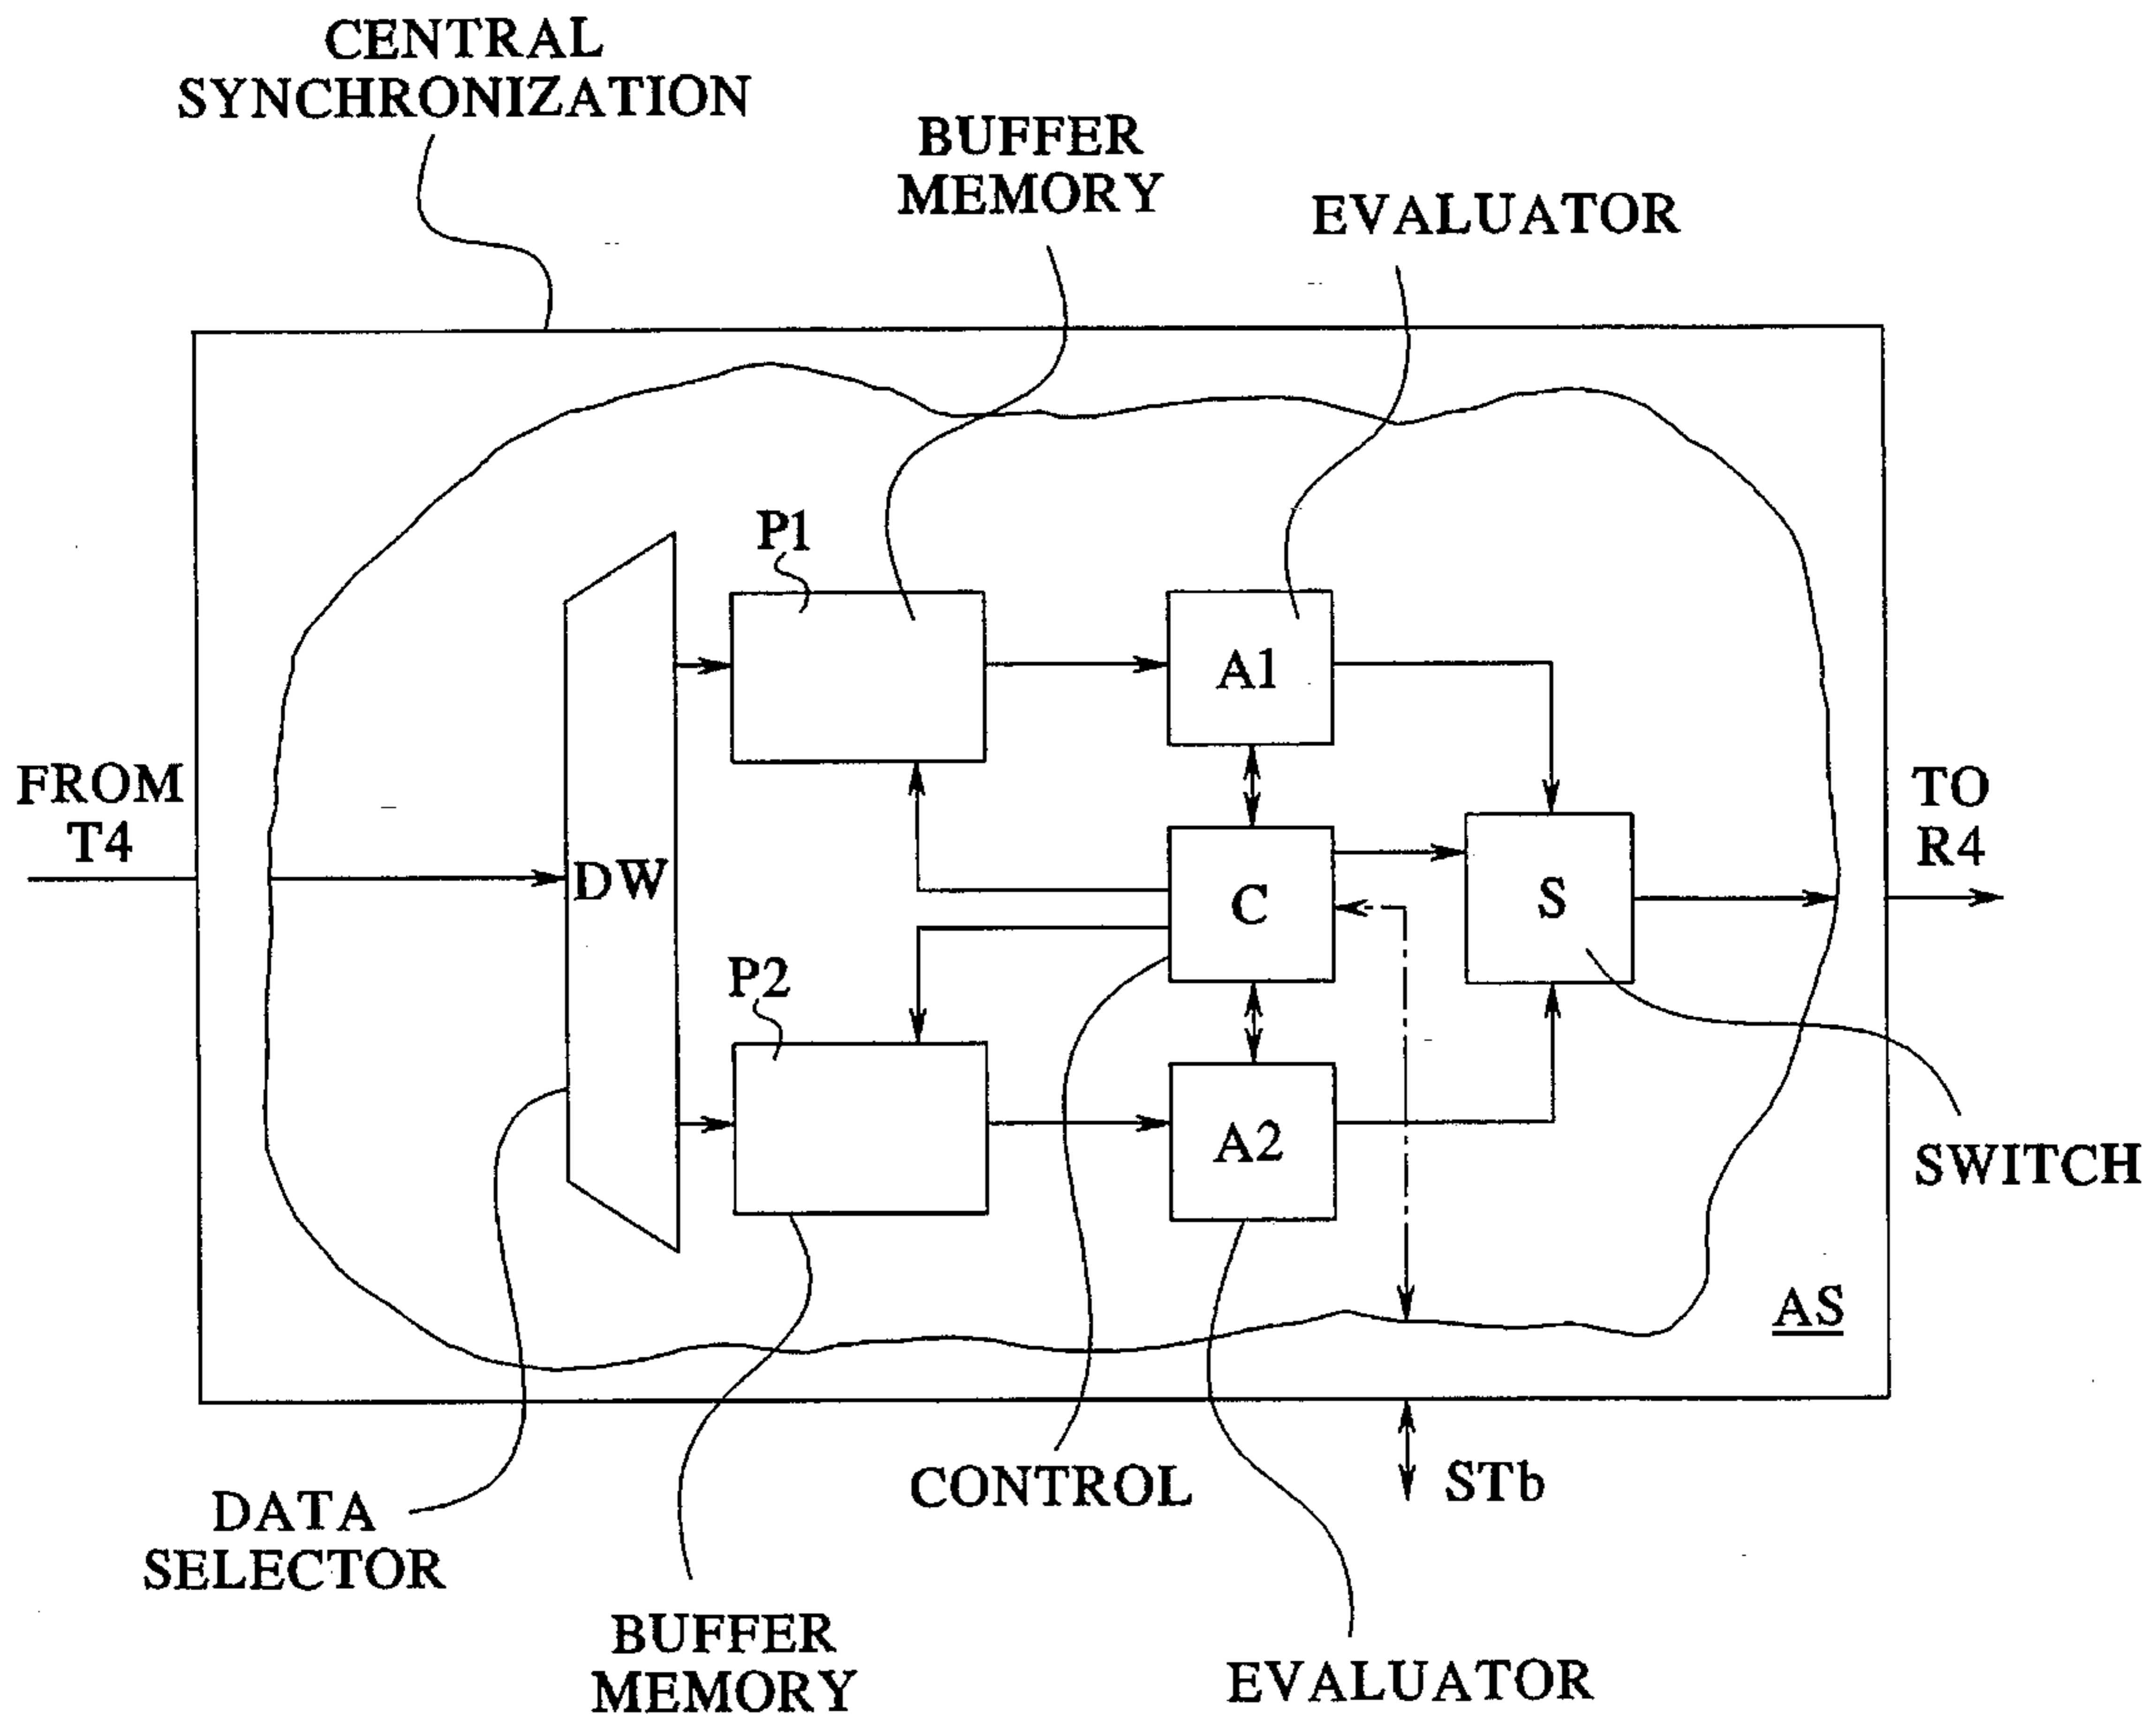 CENTRAL
SYNCHRONIZATION
BUFFER
MEMORY
EVALUATOR
P1
A1
FROM
T4
TO
R4
DW
C
S
P2
A2
SWITCH
AS
CONTROL
STb
DATA
SELECTOR
BUFFER
MEMORY
EVALUATOR